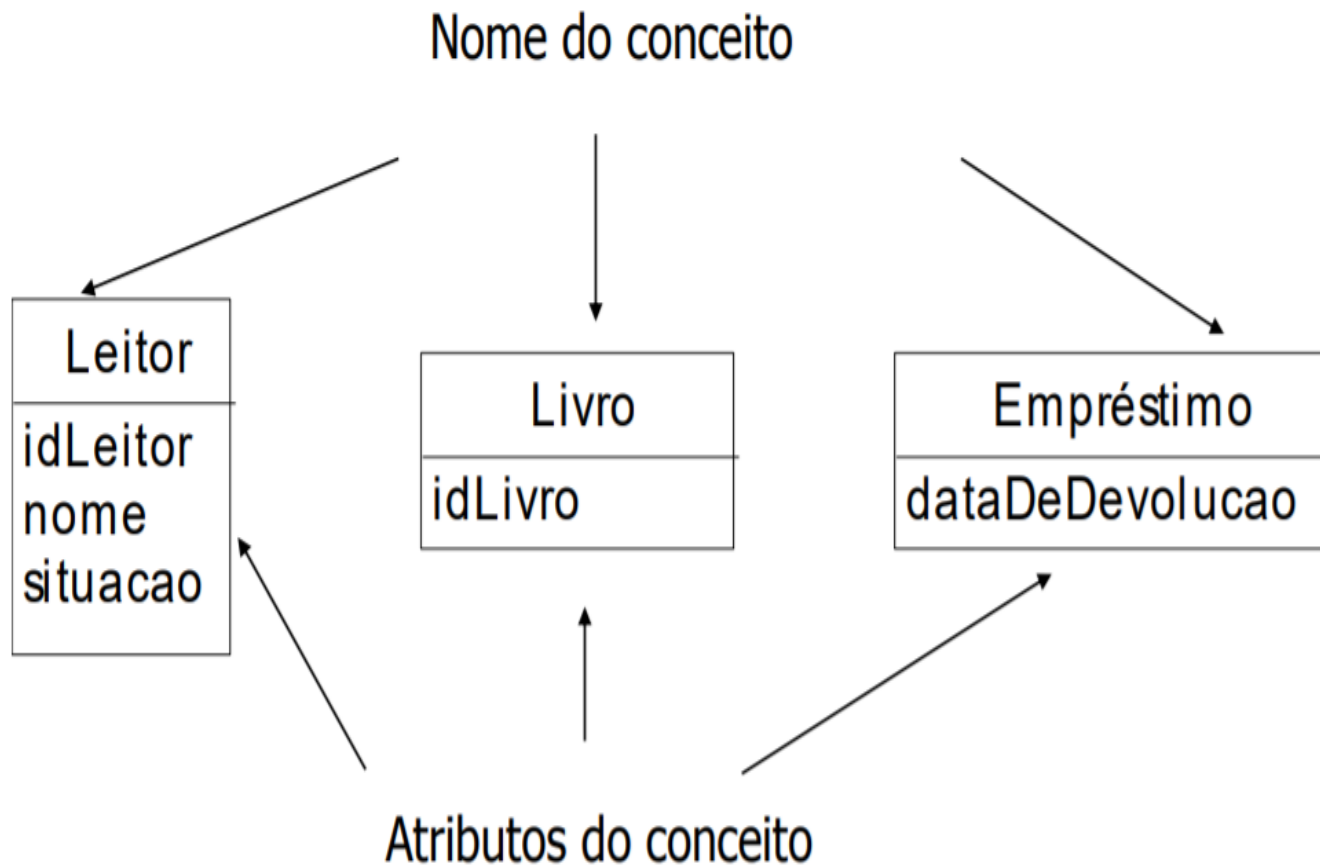 Nome do conceito
Leitor
idLeitor
nome
situacao
Livro
idLivro
Empréstimo
dataDeDevolucao
Atributos do conceito